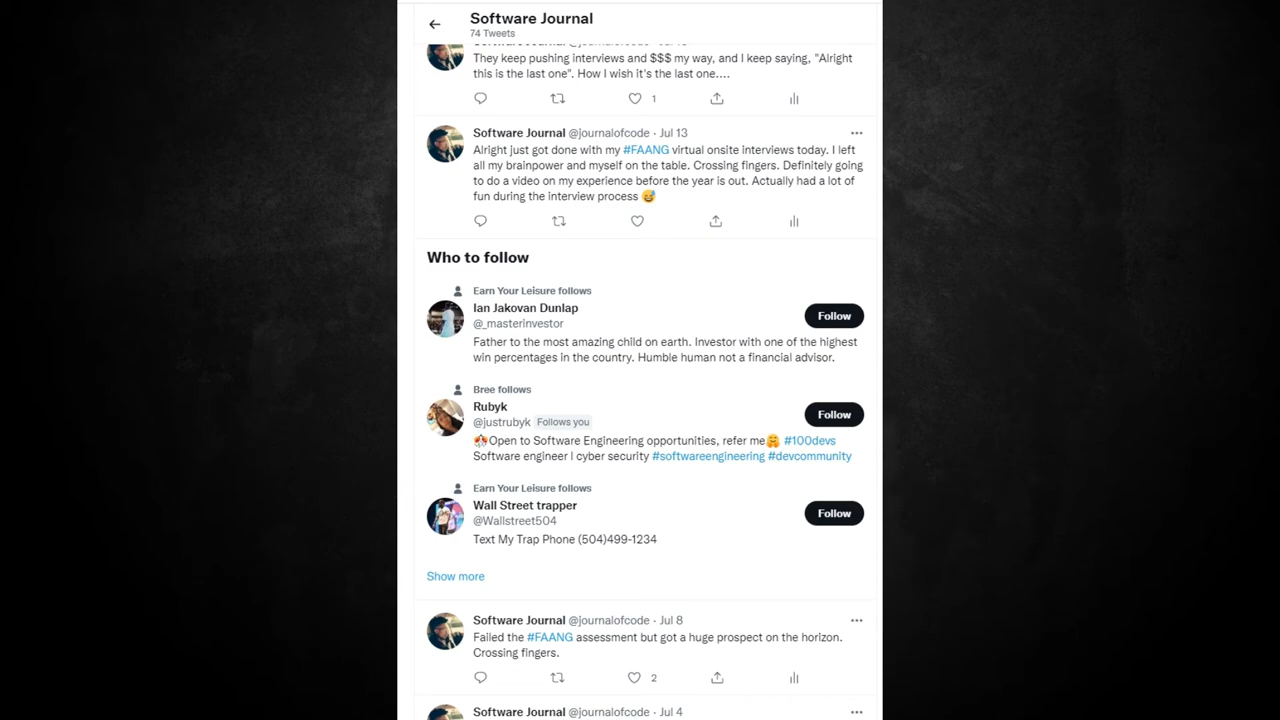 Software Journal
74 Tweets
Software Journal @journalofcode
They keep pushing interviews and $$$ my way, and I keep saying, "Alright
this is the last one". How I wish it's the last one....
1
Software Journal @journalofcode · Jul 13
Alright just got done with my #FAANG virtual onsite interviews today. I left
all my brainpower and myself on the table. Crossing fingers. Definitely going
to do a video on my experience before the year is out. Actually had a lot of
fun during the interview process 😅
Who to follow
Earn Your Leisure follows
Ian Jakovan Dunlap
@_masterinvestor
Follow
Father to the most amazing child on earth. Investor with one of the highest
win percentages in the country. Humble human not a financial advisor.
Bree follows
Rubyk
@justrubyk Follows you
Follow
Open to Software Engineering opportunities, refer me🤗 #100devs
Software engineer | cyber security #softwareengineering #devcommunity
Earn Your Leisure follows
Wall Street trapper
@Wallstreet504
Follow
Text My Trap Phone (504)499-1234
Show more
Software Journal @journalofcode · Jul 8
Failed the #FAANG assessment but got a huge prospect on the horizon.
Crossing fingers.
2
Software Journal @journalofcode · Jul 4